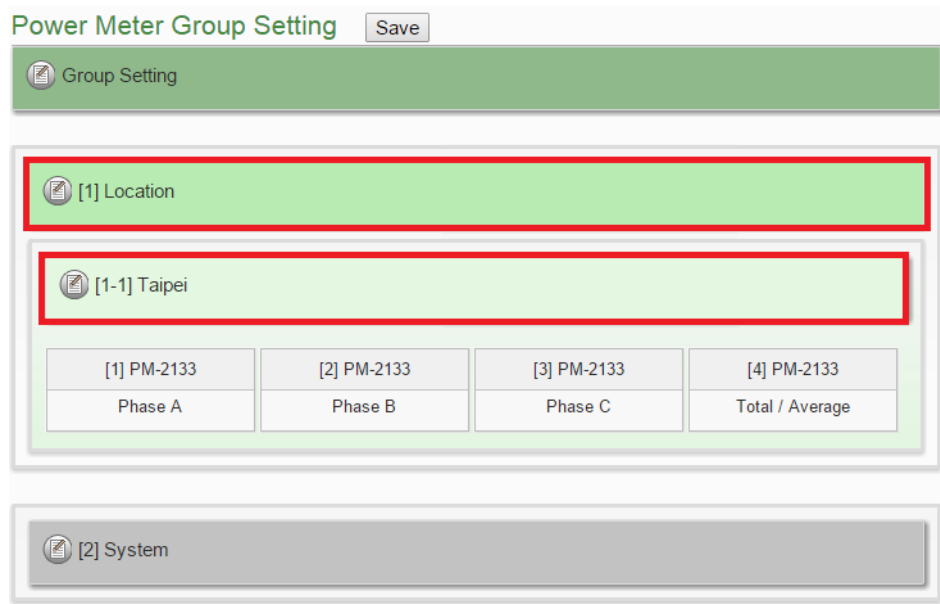 Power Meter Group Setting Save
Group Setting
[1] Location
[1-1] Taipei
[1] PM-2133 [2] PM-2133 [3] PM-2133 [4] PM-2133
Phase A Phase B Phase C Total / Average
[2] System